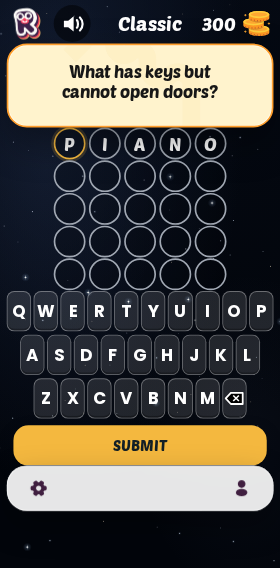 R
Classic 300
What has keys but
cannot open doors?
P I A N O
Q W E R T Y U I O P
A S D F G H J K L
Z X C V B N M
SUBMIT